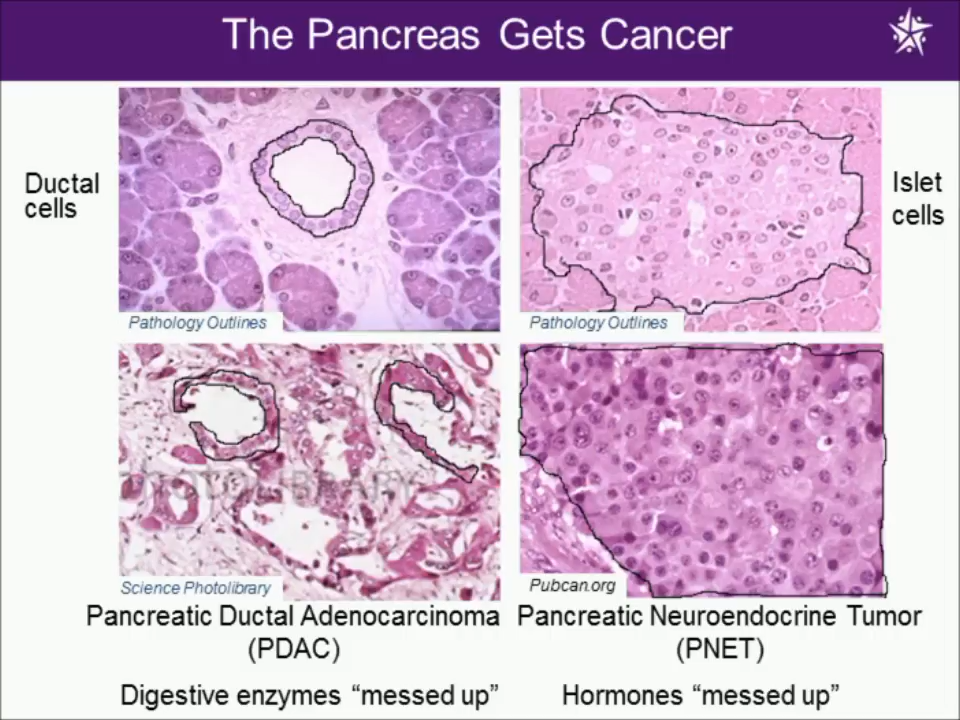 The Pancreas Gets Cancer
Ductal
cells
Islet
cells
Pathology Outlines
Pathology Outlines
PHOTOLIBRARY
Science Photolibrary
Pubcan.org
Pancreatic Ductal Adenocarcinoma
(PDAC)
Pancreatic Neuroendocrine Tumor
(PNET)
Digestive enzymes “messed up”
Hormones “messed up”